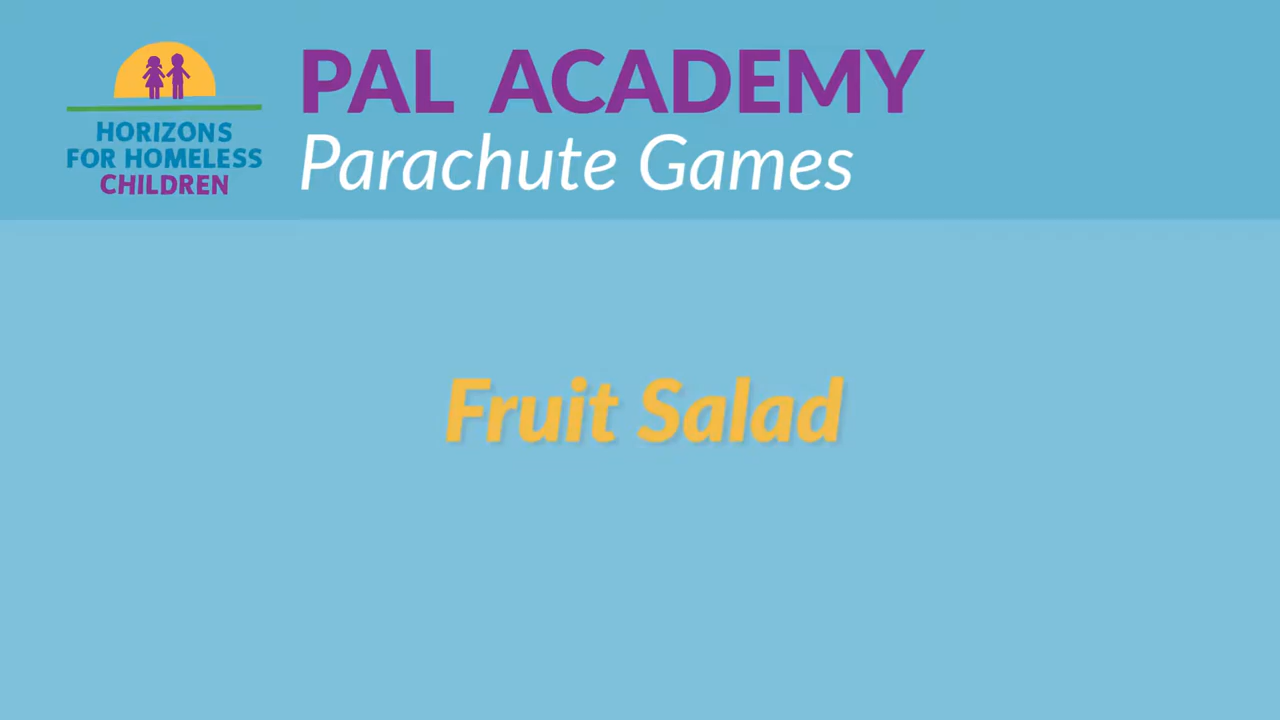 HORIZONS
FOR HOMELESS
CHILDREN
PAL ACADEMY
Parachute Games
Fruit Salad